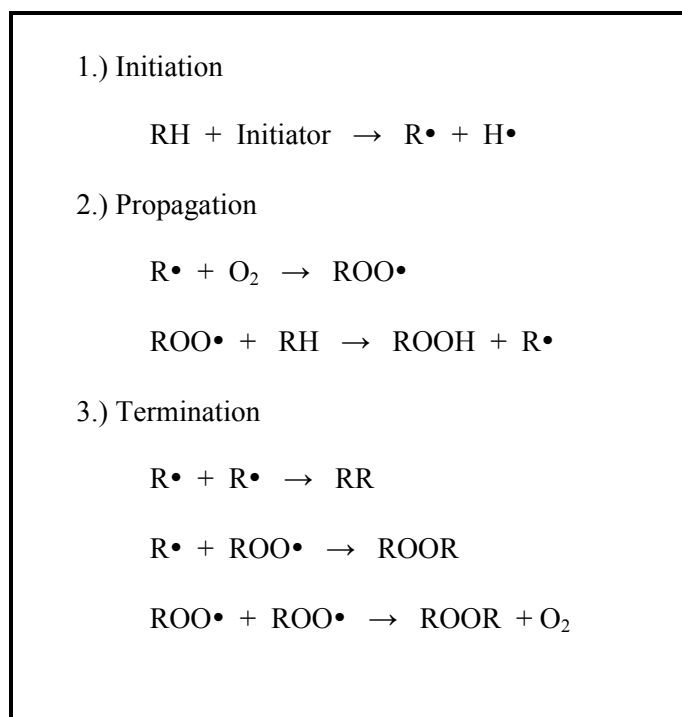 1.) Initiation
RH + Initiator → R• + H•
2.) Propagation
R• + O₂ → ROO•
ROO• + RH → ROOH + R•
3.) Termination
R• + R• → RR
R• + ROO• → ROOR
ROO• + ROO• → ROOR + O₂